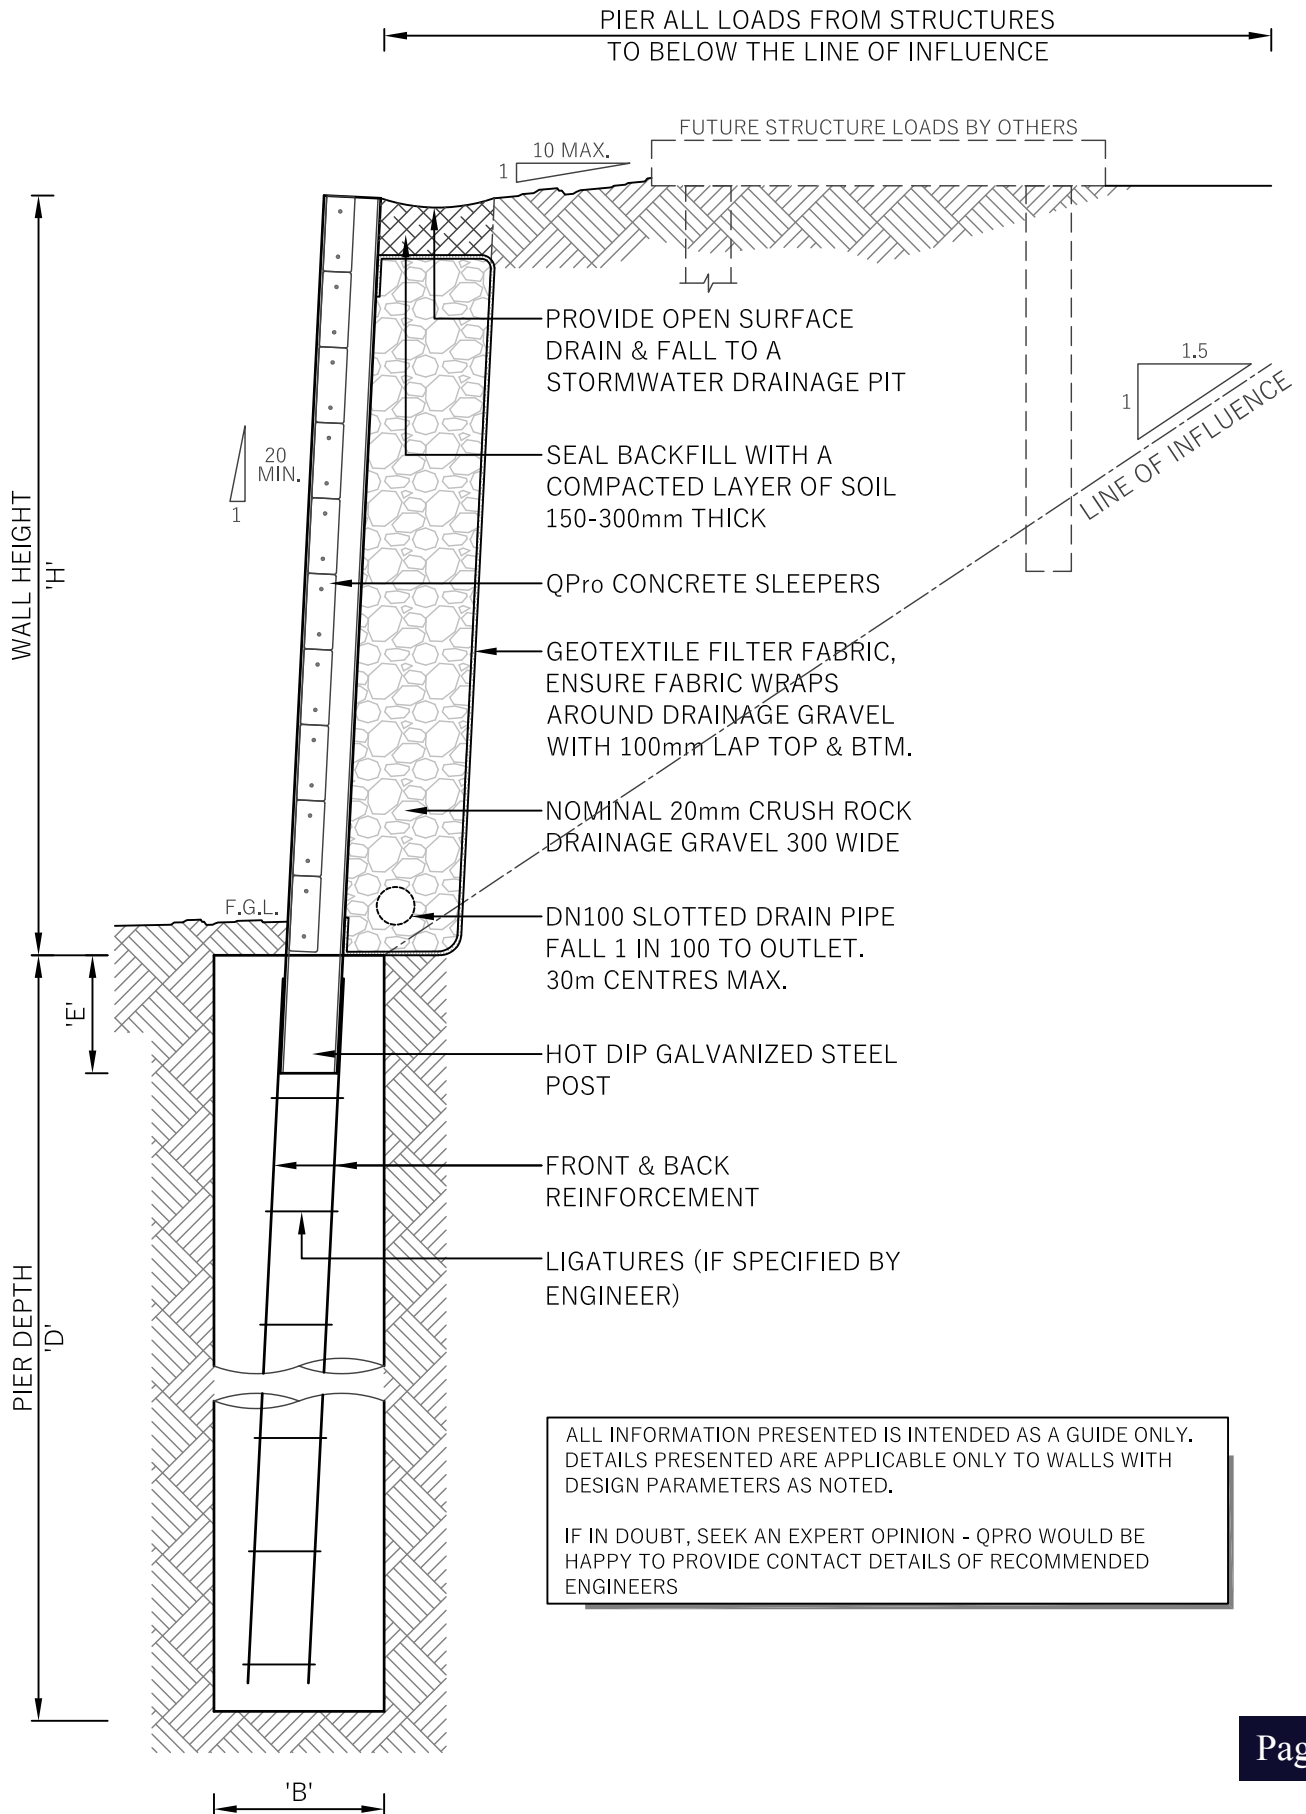 PIER ALL LOADS FROM STRUCTURES
TO BELOW THE LINE OF INFLUENCE
FUTURE STRUCTURE LOADS BY OTHERS
10 MAX.
1
PROVIDE OPEN SURFACE
DRAIN & FALL TO A
STORMWATER DRAINAGE PIT
1.5
1
LINE OF INFLUENCE
20
MIN.
1
SEAL BACKFILL WITH A
COMPACTED LAYER OF SOIL
150-300mm THICK
WALL HEIGHT
'H'
QPro CONCRETE SLEEPERS
GEOTEXTILE FILTER FABRIC,
ENSURE FABRIC WRAPS
AROUND DRAINAGE GRAVEL
WITH 100mm LAP TOP & BTM.
NOMINAL 20mm CRUSH ROCK
DRAINAGE GRAVEL 300 WIDE
F.G.L.
DN100 SLOTTED DRAIN PIPE
FALL 1 IN 100 TO OUTLET.
30m CENTRES MAX.
'E'
HOT DIP GALVANIZED STEEL
POST
FRONT & BACK
REINFORCEMENT
LIGATURES (IF SPECIFIED BY
ENGINEER)
PIER DEPTH
'D'
ALL INFORMATION PRESENTED IS INTENDED AS A GUIDE ONLY.
DETAILS PRESENTED ARE APPLICABLE ONLY TO WALLS WITH
DESIGN PARAMETERS AS NOTED.
IF IN DOUBT, SEEK AN EXPERT OPINION - QPRO WOULD BE
HAPPY TO PROVIDE CONTACT DETAILS OF RECOMMENDED
ENGINEERS
Pag
'B'